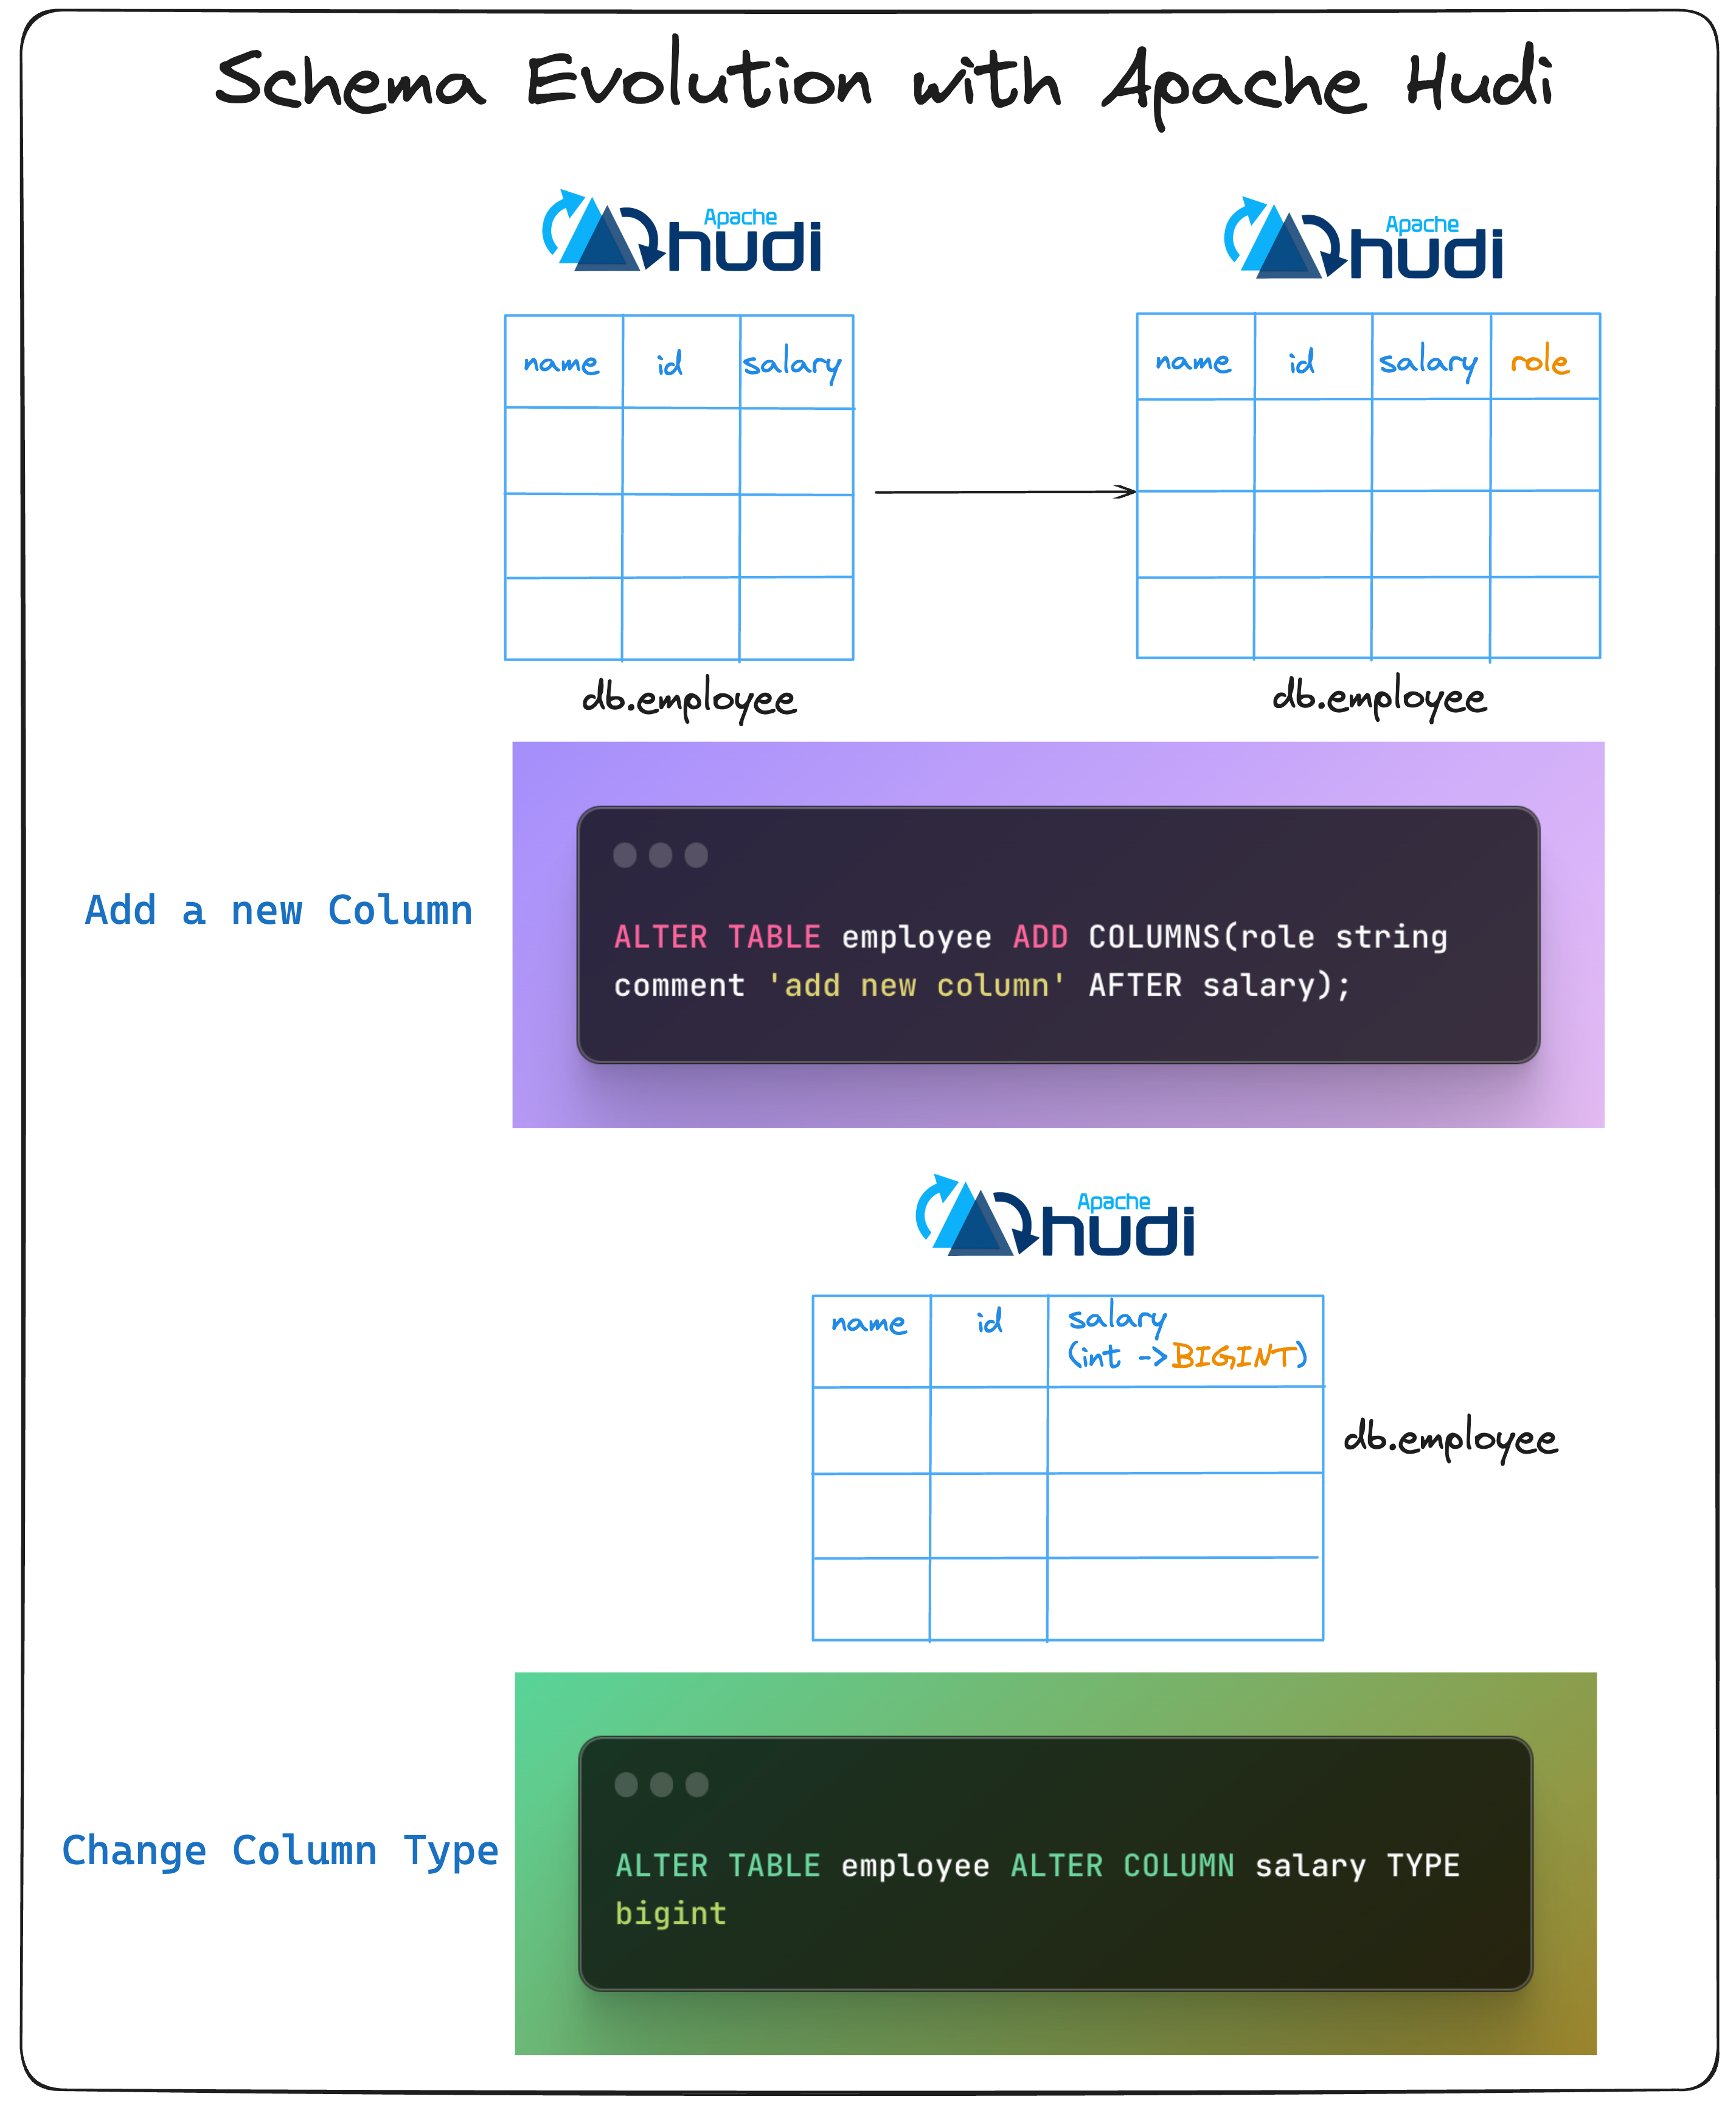 Schema Evolution with Apache Hudi
Apache
hudi
Apache
hudi
name id salary
name id salary role
db.employee
db.employee
Add a new Column
ALTER TABLE employee ADD COLUMNS(role string
comment 'add new column' AFTER salary);
Apache
hudi
name id salary
(int ->BIGINT)
db.employee
Change Column Type
ALTER TABLE employee ALTER COLUMN salary TYPE
bigint